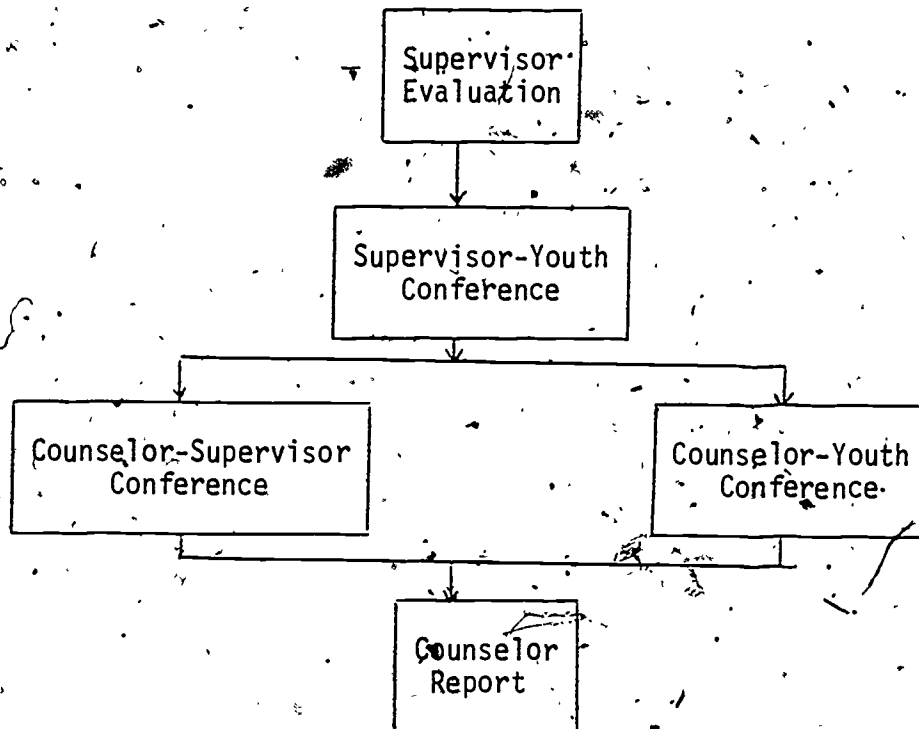 Supervisor
Evaluation
Supervisor-Youth
Conference
Counselor-Supervisor
Conference
Counselor-Youth
Conference
Counselor
Report